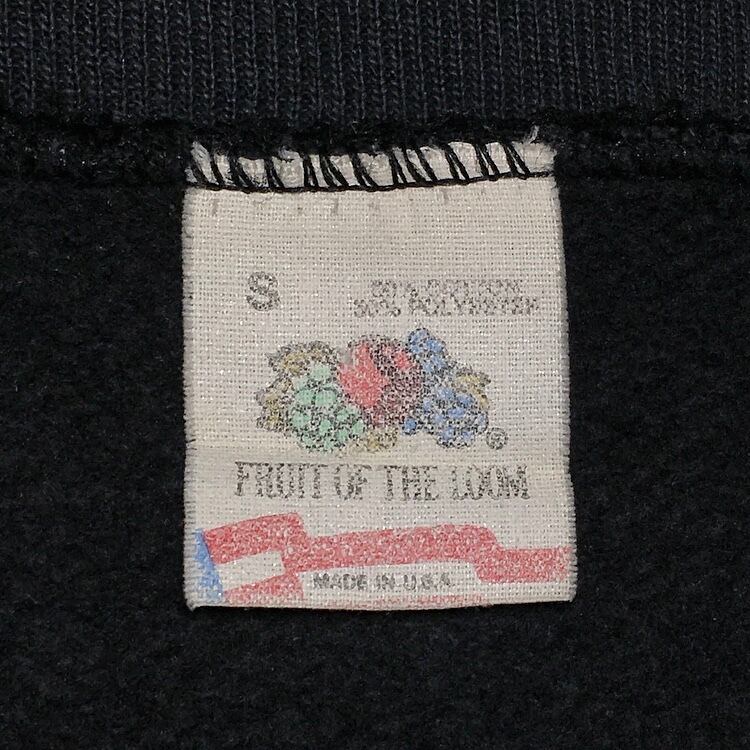 S
50% COTTON
50% POLYESTER
®
FRUIT OF THE LOOM
MADE IN U.S.A.